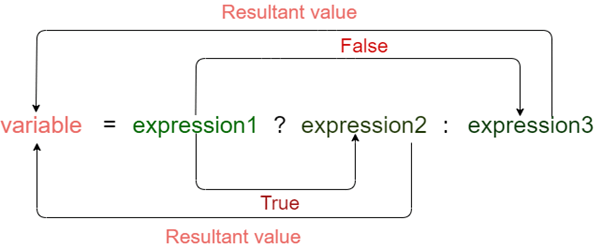 Resultant value
False
variable = expression1 ? expression2 : expression3
True
Resultant value